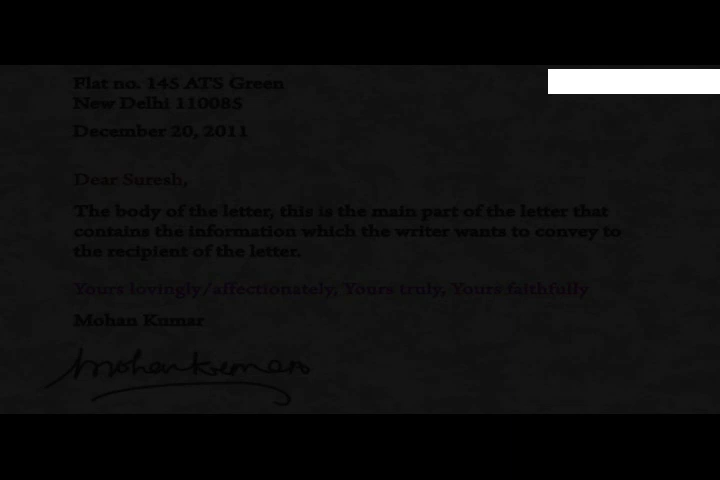 Flat no. 145 ATS Green
New Delhi 110085
December 20, 2011
Dear Suresh,
The body of the letter, this is the main part of the letter that
contains the information which the writer wants to convey to
the recipient of the letter.
Yours lovingly/affectionately, Yours truly, Yours faithfully
Mohan Kumar
Mohankumar